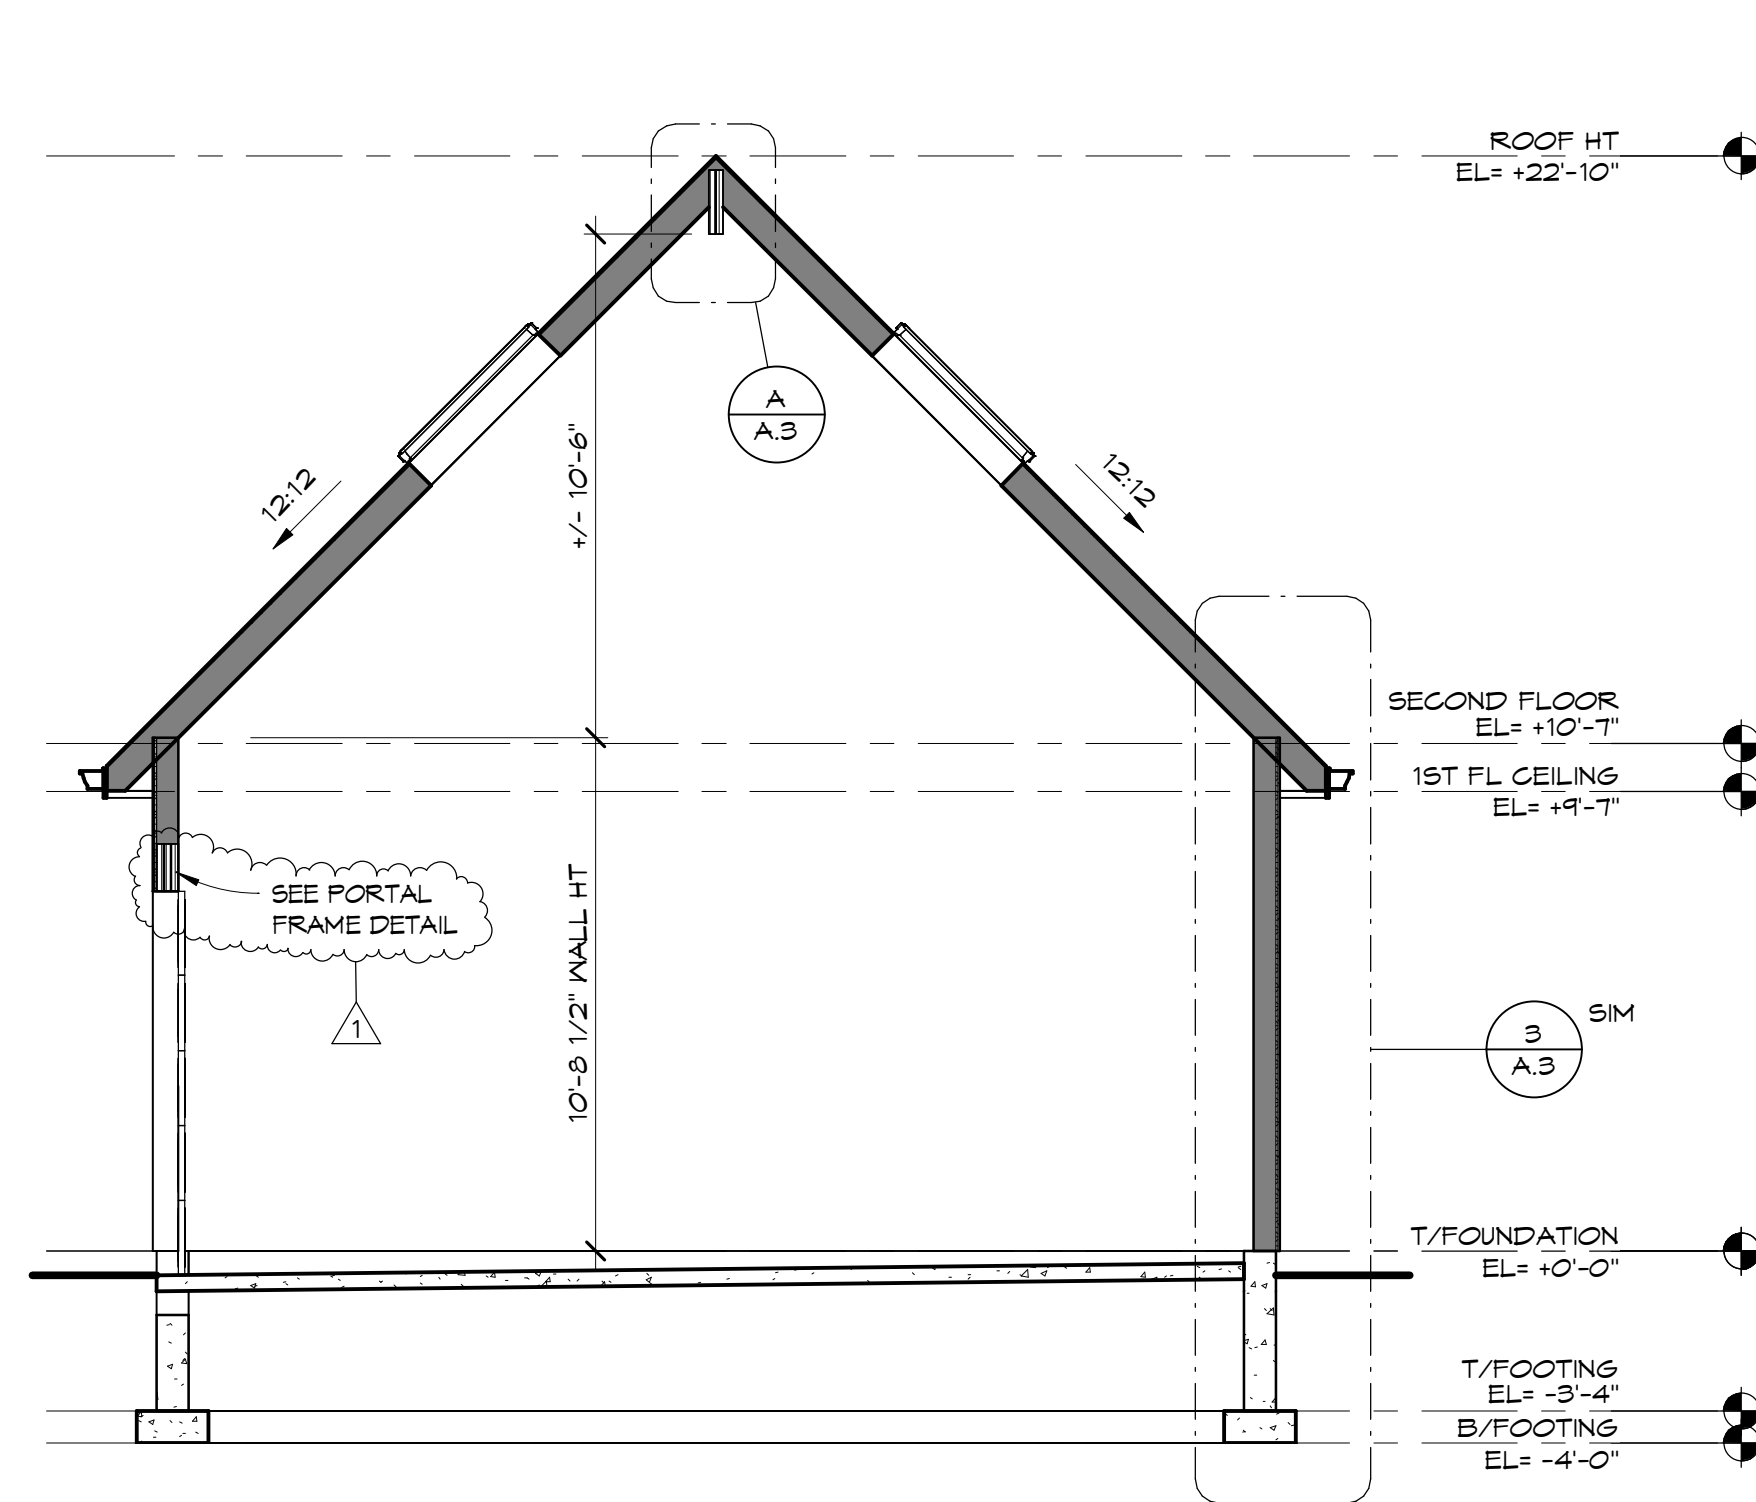 ROOF HT
EL= +22'-10"
A
A.3
+/- 10'-6"
12:12
12:12
SECOND FLOOR
EL= +10'-7"
1ST FL CEILING
EL= +9'-7"
SEE PORTAL
FRAME DETAIL
1
10'-8 1/2" WALL HT
SIM
3
A.3
T/FOUNDATION
EL= +0'-0"
T/FOOTING
EL= -3'-4"
B/FOOTING
EL= -4'-0"